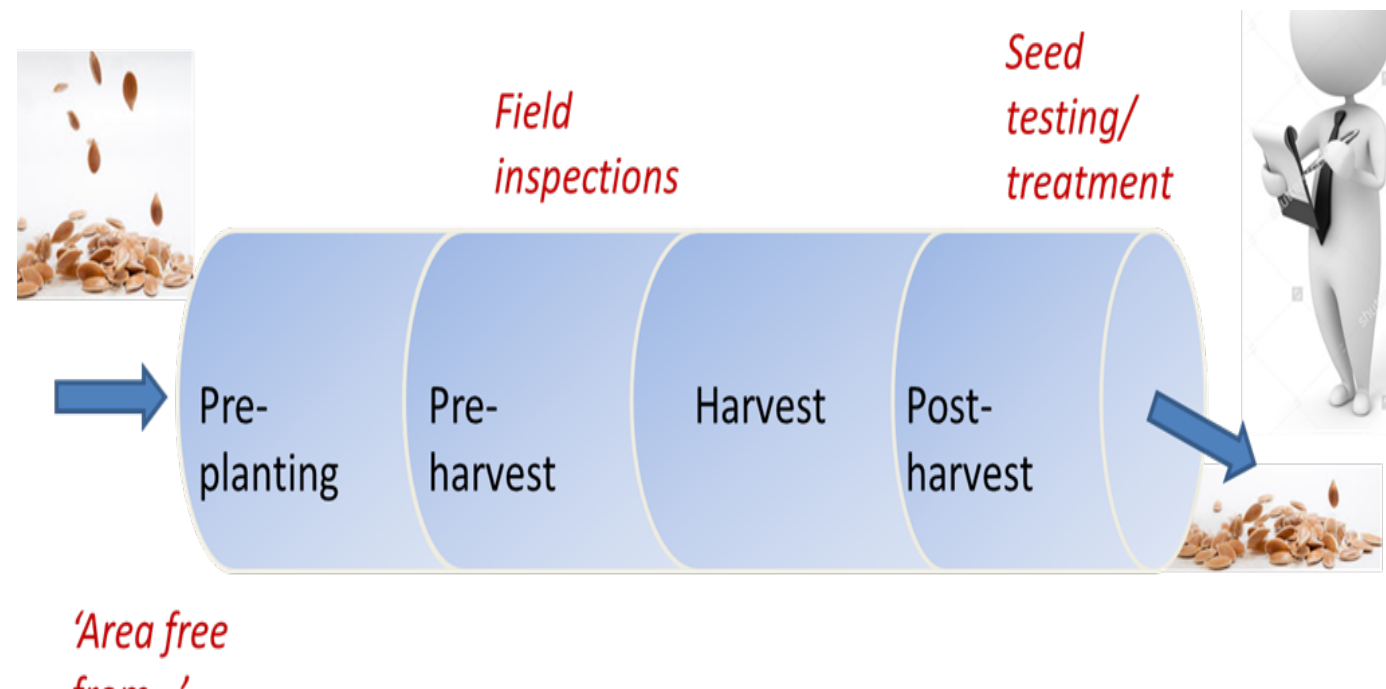 Seed
testing/
treatment
Field
inspections
Pre-
planting
Pre-
harvest
Harvest
Post-
harvest
‘Area free